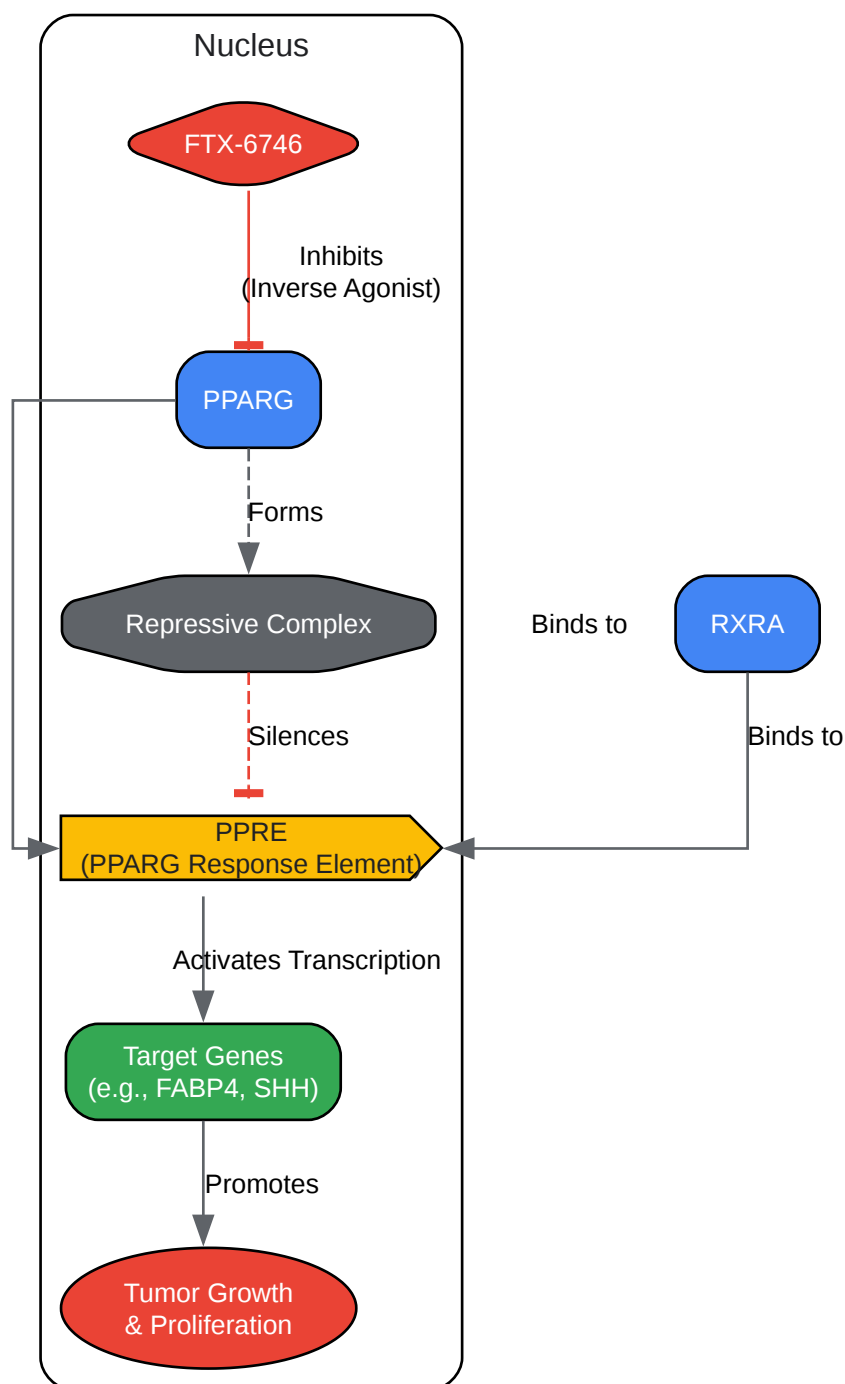 Nucleus
FTX-6746
Inhibits
(Inverse Agonist)
PPARG
Forms
Repressive Complex
Binds to
RXRA
Silences
Binds to
PPRE
(PPARG Response Element)
Activates Transcription
Target Genes
(e.g., FABP4, SHH)
Promotes
Tumor Growth
& Proliferation